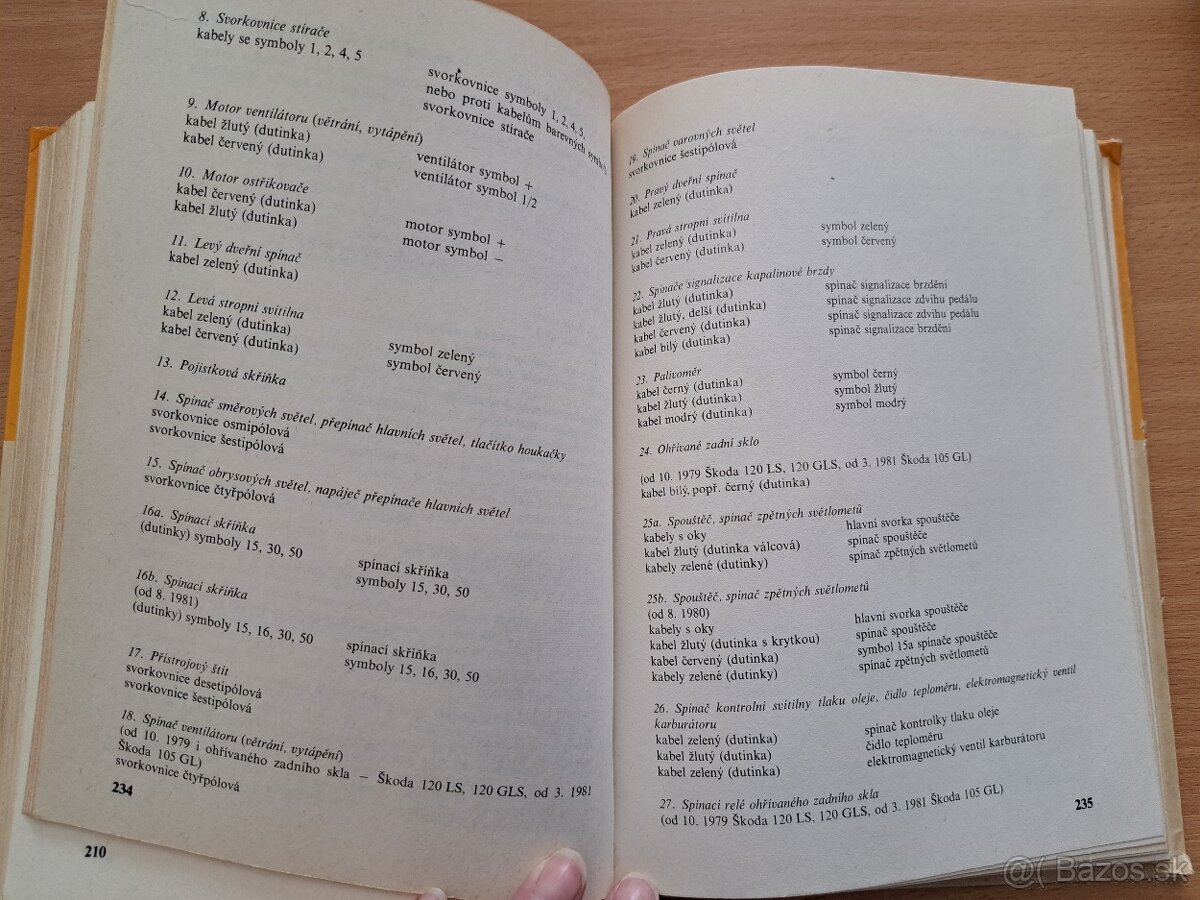 8. Svorkovnice stírače
kabely se symboly 1, 2, 4, 5
svorkovnice symboly 1, 2, 4, 5,
nebo proti kabelům barevných
svorkovnice stírače
9. Motor ventilátoru (větrání, vytápění)
kabel žlutý (dutinka)
ventilátor symbol +
kabel červený (dutinka)
ventilátor symbol 1/2
10. Motor ostřikovače
kabel červený (dutinka)
motor symbol +
kabel žlutý (dutinka)
motor symbol −
11. Levý dveřní spínač
kabel zelený (dutinka)
12. Levá stropní svítilna
kabel zelený (dutinka)
symbol zelený
kabel červený (dutinka)
symbol červený
13. Pojistková skříňka
14. Spínač směrových světel, přepínač hlavních světel, tlačítko houkačky
svorkovnice osmipólová
svorkovnice šestipólová
15. Spínač obrysových světel, napáječ přepínače hlavních světel
svorkovnice čtyřpólová
16a. Spínací skříňka
(dutinky) symboly 15, 30, 50
spínací skříňka
symboly 15, 30, 50
16b. Spínací skříňka
(od 8. 1981)
(dutinky) symboly 15, 16, 30, 50
spínací skříňka
symboly 15, 16, 30, 50
17. Přístrojový štít
svorkovnice desetipólová
svorkovnice šestipólová
18. Spínač ventilátoru (větrání, vytápění)
(od 10. 1979 i ohřívaného zadního skla − Škoda 120 LS, 120 GLS, od 3. 1981
Škoda 105 GL)
svorkovnice čtyřpólová
234
210
19. Spínač varovných světel
svorkovnice šestipólová
20. Pravý dveřní spínač
kabel zelený (dutinka)
21. Pravá stropní svítilna
kabel zelený (dutinka)
symbol zelený
kabel červený (dutinka)
symbol červený
22. Spínače signalizace kapalinové brzdy
kabel žlutý (dutinka)
spínač signalizace brzdění
kabel žlutý, delší (dutinka)
spínač signalizace zdvihu pedálu
kabel červený (dutinka)
spínač signalizace zdvihu pedálu
kabel bílý (dutinka)
spínač signalizace brzdění
23. Palivoměr
kabel černý (dutinka)
symbol černý
kabel žlutý (dutinka)
symbol žlutý
kabel modrý (dutinka)
symbol modrý
24. Ohřívané zadní sklo
(od 10. 1979 Škoda 120 LS, 120 GLS, od 3. 1981 Škoda 105 GL)
kabel bílý, popř. černý (dutinka)
25a. Spouštěč, spínač zpětných světlometů
kabely s oky
hlavní svorka spouštěče
kabel žlutý (dutinka válcová)
spínač spouštěče
kabely zelené (dutinky)
spínač zpětných světlometů
25b. Spouštěč, spínač zpětných světlometů
(od 8. 1980)
kabely s oky
hlavní svorka spouštěče
kabel žlutý (dutinka s krytkou)
spínač spouštěče
kabel červený (dutinka)
symbol 15a spínače spouštěče
kabely zelené (dutinky)
spínač zpětných světlometů
26. Spínač kontrolní svítilny tlaku oleje, čidlo teploměru, elektromagnetický ventil
karburátoru
kabel zelený (dutinka)
spínač kontrolky tlaku oleje
kabel žlutý (dutinka)
čidlo teploměru
kabel zelený (dutinka)
elektromagnetický ventil karburátoru
27. Spínací relé ohřívaného zadního skla
(od 10. 1979 Škoda 120 LS, 120 GLS, od 3. 1981 Škoda 105 GL)
235
Bazos.sk